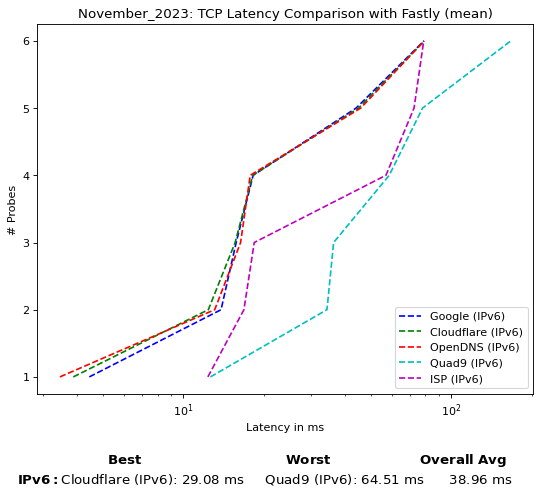 November_2023: TCP Latency Comparison with Fastly (mean)
6
5
4
3
2
1
# Probes
Google (IPv6)
Cloudflare (IPv6)
OpenDNS (IPv6)
Quad9 (IPv6)
ISP (IPv6)
10¹ 10²
Latency in ms
Best Worst Overall Avg
IPv6: Cloudflare (IPv6): 29.08 ms Quad9 (IPv6): 64.51 ms 38.96 ms